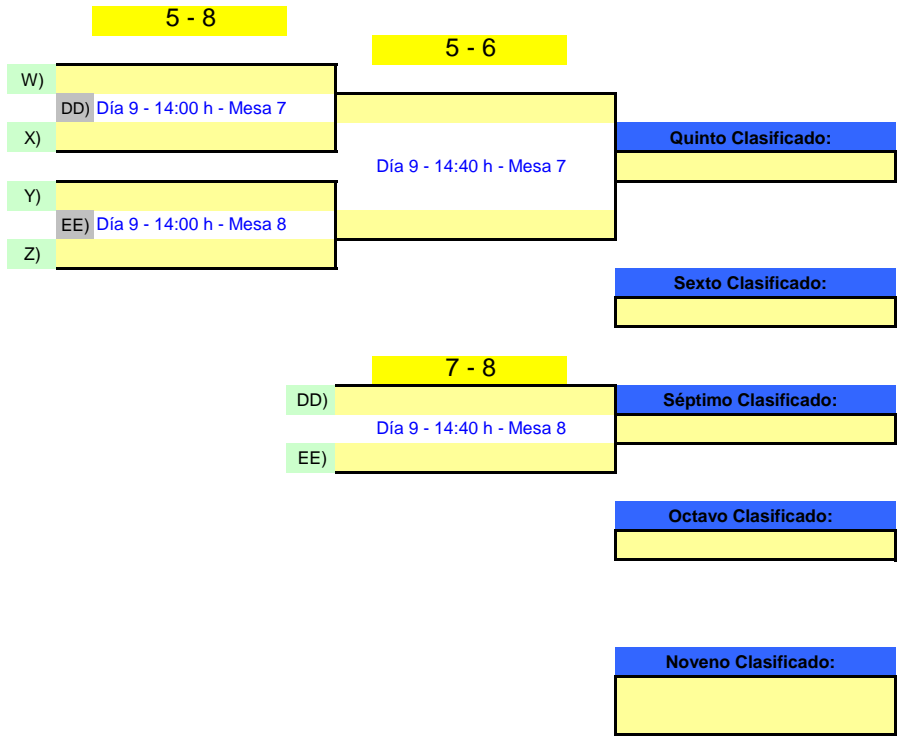 5 - 8
5 - 6
W)
DD) Día 9 - 14:00 h - Mesa 7
X)
Quinto Clasificado:
Día 9 - 14:40 h - Mesa 7
Y)
EE) Día 9 - 14:00 h - Mesa 8
Z)
Sexto Clasificado:
7 - 8
DD)
Séptimo Clasificado:
Día 9 - 14:40 h - Mesa 8
EE)
Octavo Clasificado:
Noveno Clasificado: